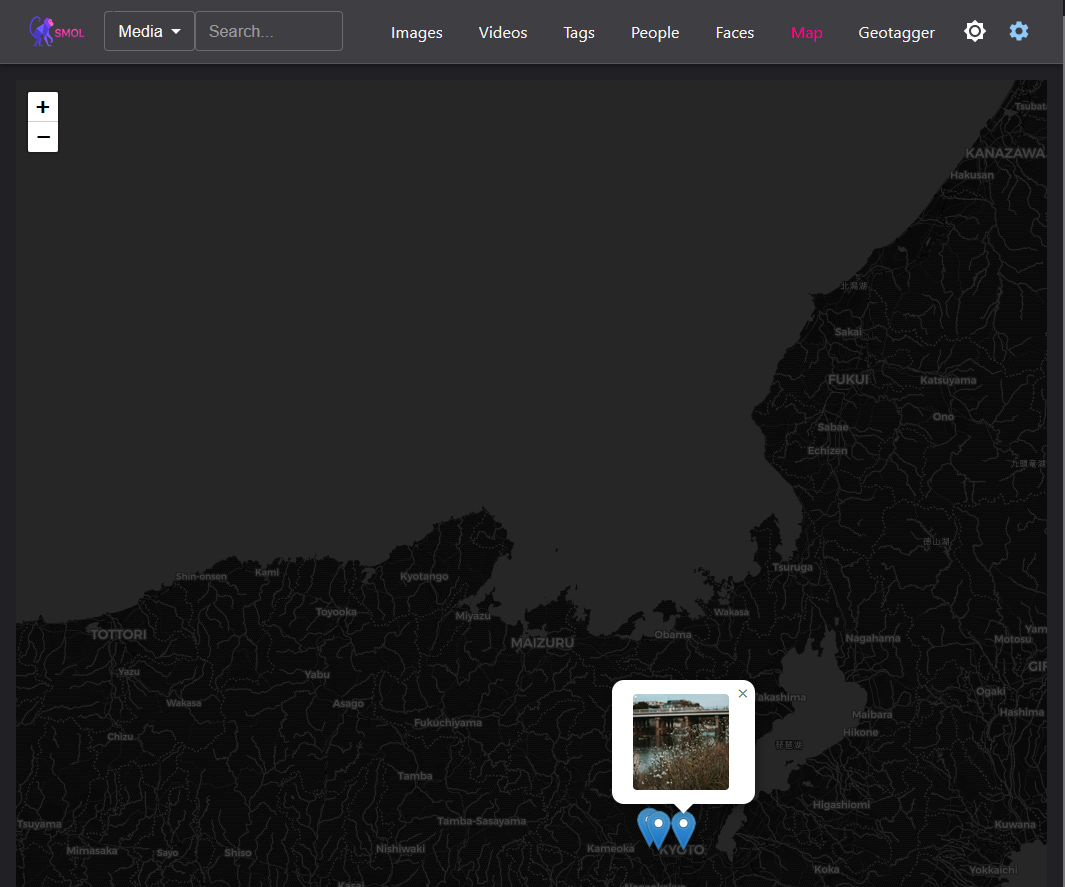 SMOL
Media
Search...
Images
Videos
Tags
People
Faces
Map
Geotagger
+
−
Tsubata
KANAZAWA
Hakusan
北潟湖
Sakai
FUKUI
Katsuyama
Ono
Sabae
Echizen
九頭竜湖
徳山湖
Tsuruga
Shin-onsen
Kami
Kyotango
Toyooka
Miyazu
Wakasa
TOTTORI
MAIZURU
Obama
Nagahama
Yam
Motosu
GIF
Yazu
Yabu
Wakasa
Asago
Takashima
Ogaki
Hashima
Maibara
Fukuchiyama
Chizu
Hikone
琵琶湖
Tamba
Higashiomi
Tsuyama
Tamba-Sasayama
Kuwana
Mimasaka
Sayo
Shiso
Nishiwaki
Kameoka
KYOTO
Koka
Yokkaichi
Kasai